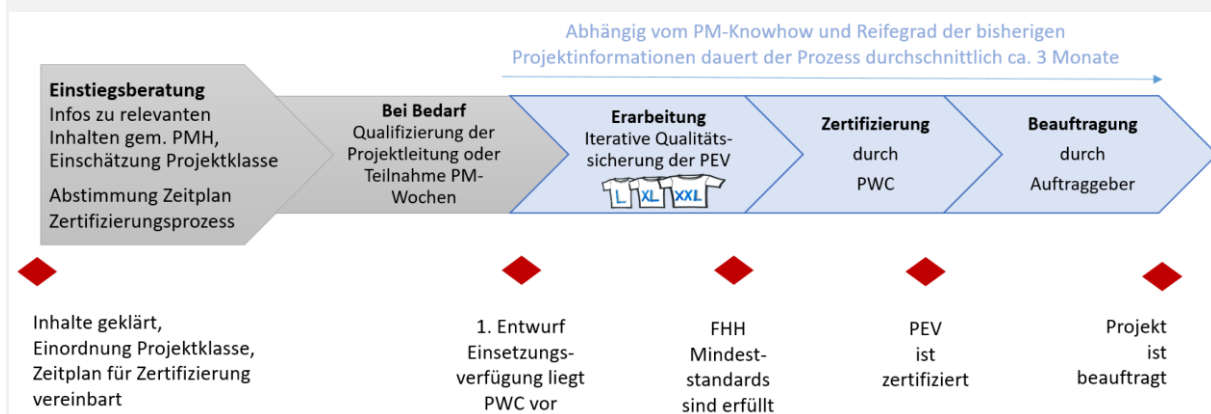 Abhängig vom PM-Knowhow und Reifegrad der bisherigen
Projektinformationen dauert der Prozess durchschnittlich ca. 3 Monate
Einstiegsberatung
Infos zu relevanten
Inhalten gem. PMH,
Einschätzung Projektklasse
Abstimmung Zeitplan
Zertifizierungsprozess
Bei Bedarf
Qualifizierung der
Projektleitung oder
Teilnahme PM-
Wochen
Erarbeitung
Iterative Qualitäts-
sicherung der PEV
L XL XXL
Zertifizierung
durch
PWC
Beauftragung
durch
Auftraggeber
Inhalte geklärt,
Einordnung Projektklasse,
Zeitplan für Zertifizierung
vereinbart
1. Entwurf
Einsetzungs-
verfügung liegt
PWC vor
FHH
Mindest-
standards
sind erfüllt
PEV
ist
zertifiziert
Projekt
ist
beauftragt